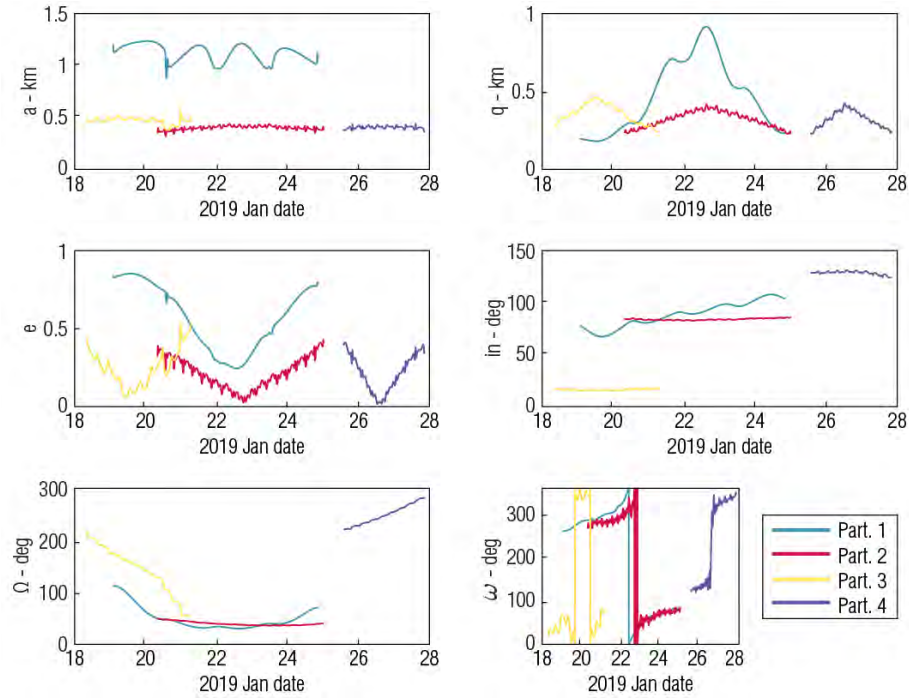 1.5
1
0.5
0
a - km
18 20 22 24 26 28
2019 Jan date
1
0.5
0
q - km
18 20 22 24 26 28
2019 Jan date
1
0.5
0
e
18 20 22 24 26 28
2019 Jan date
150
100
50
0
in - deg
18 20 22 24 26 28
2019 Jan date
300
200
100
0
Ω - deg
18 20 22 24 26 28
2019 Jan date
300
200
100
0
ω - deg
18 20 22 24 26 28
2019 Jan date
Part. 1
Part. 2
Part. 3
Part. 4